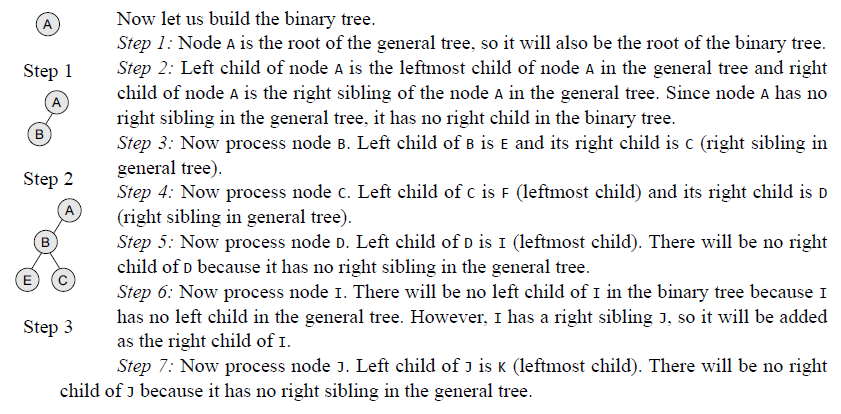 A
Now let us build the binary tree.
Step 1: Node A is the root of the general tree, so it will also be the root of the binary tree.
Step 1
Step 2: Left child of node A is the leftmost child of node A in the general tree and right
child of node A is the right sibling of the node A in the general tree. Since node A has no
right sibling in the general tree, it has no right child in the binary tree.
A
B
Step 3: Now process node B. Left child of B is E and its right child is C (right sibling in
general tree).
Step 2
Step 4: Now process node C. Left child of C is F (leftmost child) and its right child is D
(right sibling in general tree).
A
B
E C
Step 5: Now process node D. Left child of D is I (leftmost child). There will be no right
child of D because it has no right sibling in the general tree.
Step 6: Now process node I. There will be no left child of I in the binary tree because I
has no left child in the general tree. However, I has a right sibling J, so it will be added
as the right child of I.
Step 3
Step 7: Now process node J. Left child of J is K (leftmost child). There will be no right
child of J because it has no right sibling in the general tree.